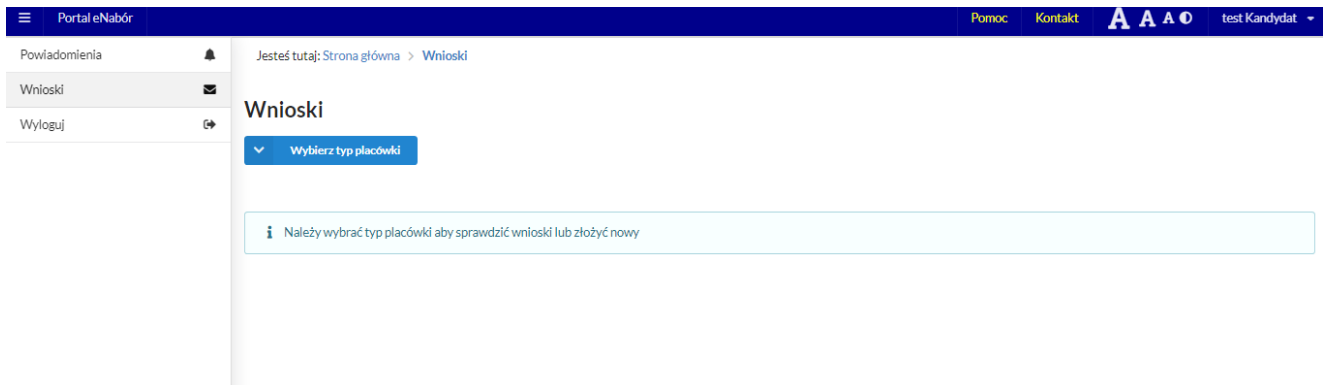 Portal eNabór
Pomoc Kontakt A A A test Kandydat
Powiadomienia
Wnioski
Wyloguj
Jesteś tutaj: Strona główna > Wnioski
Wnioski
Wybierz typ placówki
Należy wybrać typ placówki aby sprawdzić wnioski lub złożyć nowy